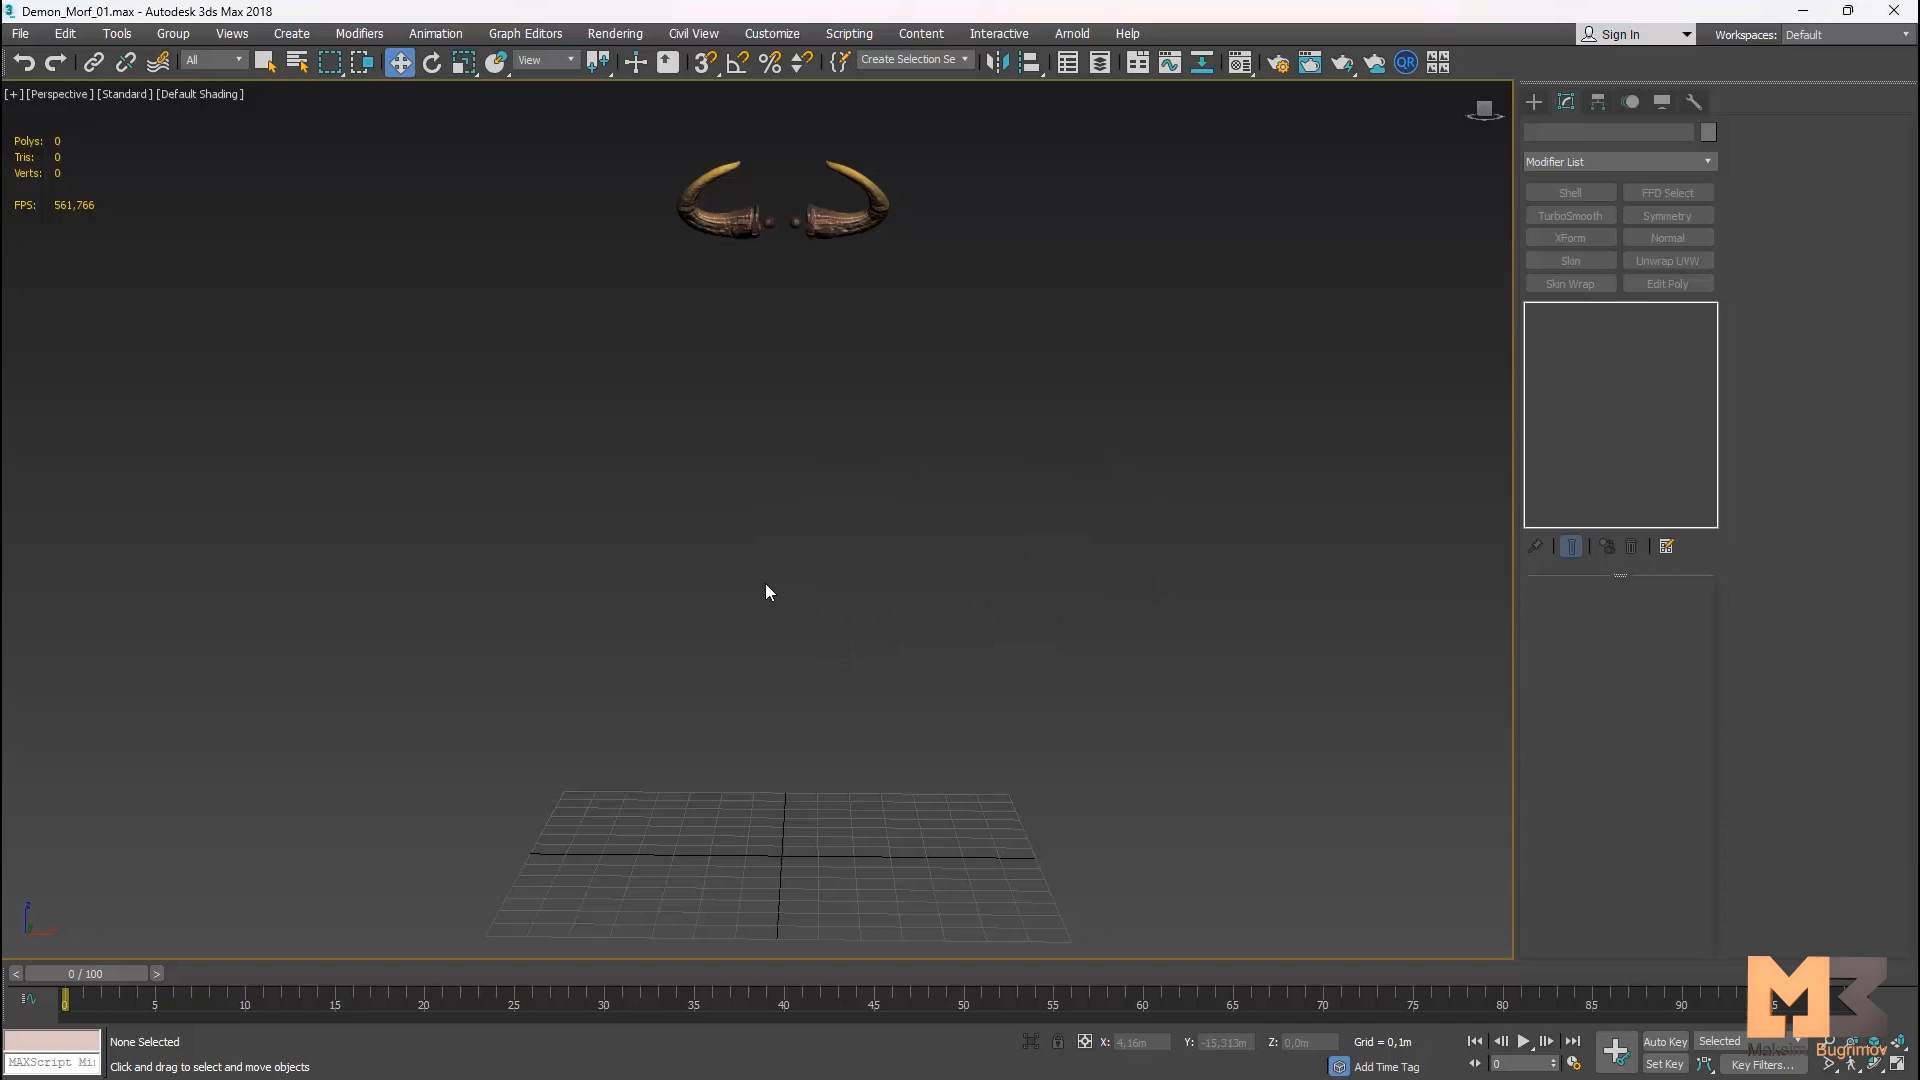 Demon_Morf_01.max - Autodesk 3ds Max 2018
File Edit Tools Group Views Create Modifiers Animation Graph Editors Rendering Civil View Customize Scripting Content Interactive Arnold Help
Sign In
Workspaces: Default
All
View
Create Selection Se
[+] [Perspective ] [Standard ] [Default Shading ]
Polys: 0
Tris: 0
Verts: 0
FPS: 561,766
Modifier List
Shell FFD Select
TurboSmooth Symmetry
XForm Normal
Skin Unwrap UVW
Skin Wrap Edit Poly
z
< 0 / 100 >
0 5 10 15 20 25 30 35 40 45 50 55 60 65 70 75 80 85 90
None Selected
X: 4,16m Y: -15,313m Z: 0,0m Grid = 0,1m
Auto Key Selected
MAXScript Mi
Click and drag to select and move objects
Add Time Tag
0
Set Key Key Filters...
Maksim Bugrimov